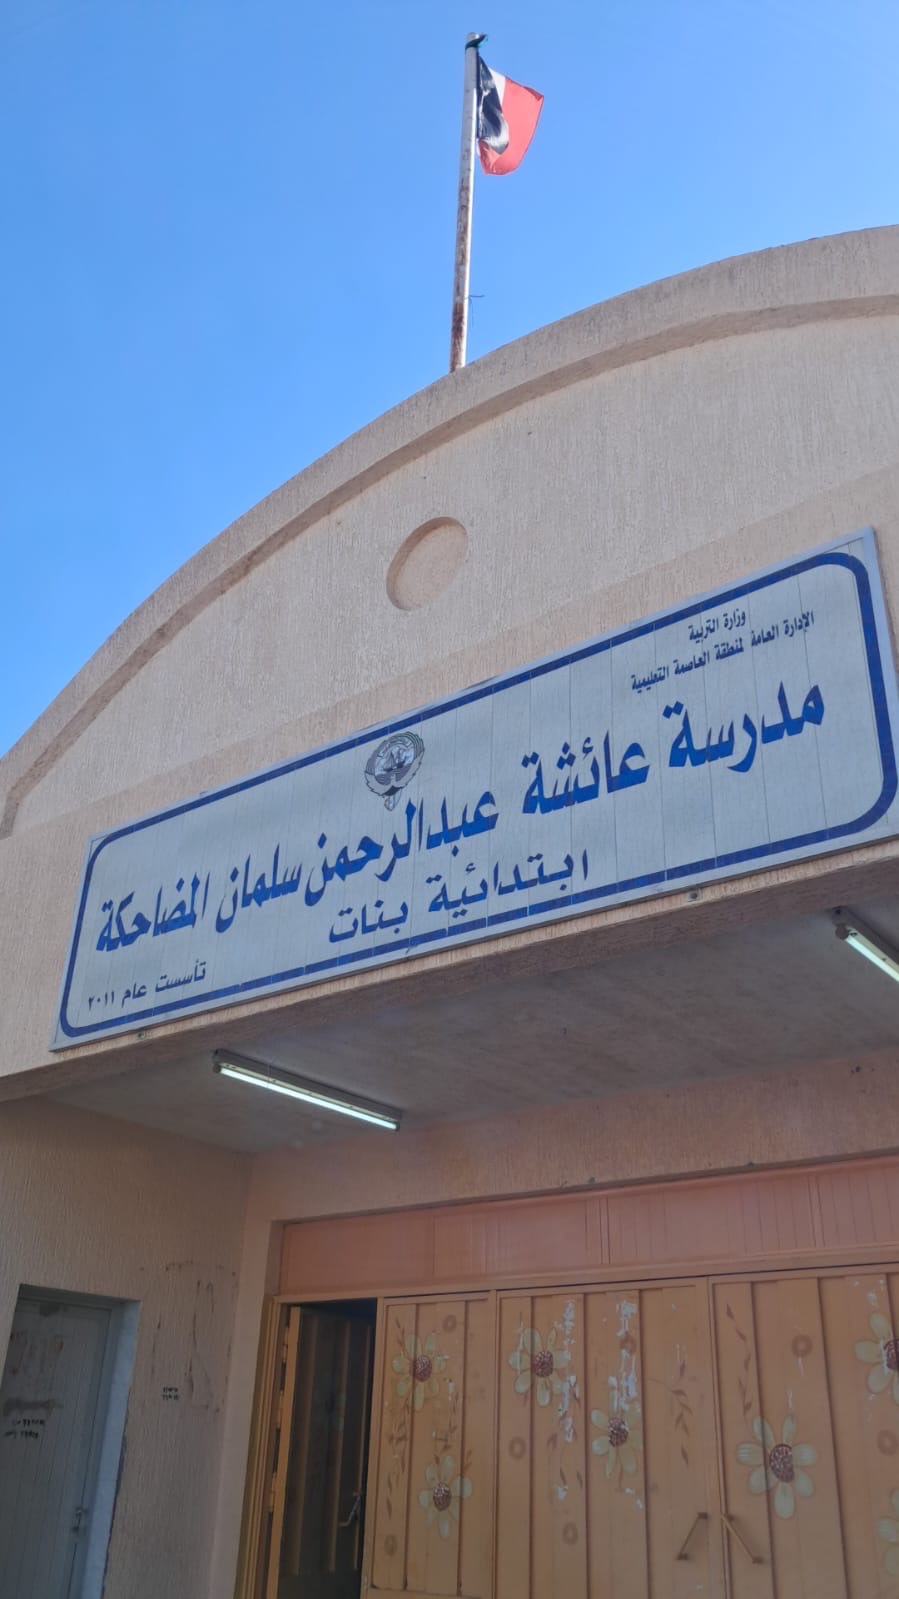 وزارة التربية
الإدارة العامة لمنطقة العاصمة التعليمية
مدرسة عائشة عبدالرحمن سلمان المضاحكة
ابتدائية بنات
تأسست عام ٢٠١١